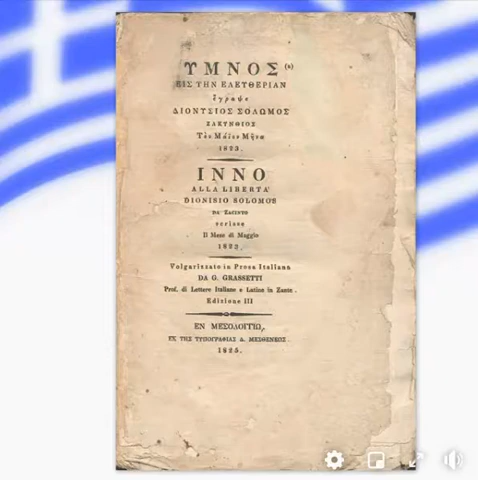 ΥΜΝΟΣ (α)
ΕΙΣ ΤΗΝ ΕΛΕΥΘΕΡΙΑΝ
ἔγραψε
ΔΙΟΝΥΣΙΟΣ ΣΟΛΩΜΟΣ
ΖΑΚΥΝΘΙΟΣ
Τὸν Μάϊον Μῆνα
1823.
INNO
ALLA LIBERTA'
DIONISIO SOLOMOS
DA ZACINTO
scrisse
Il Mese di Maggio
1823.
Volgarizzato in Prosa Italiana
DA G. GRASSETTI
Prof. di Lettere Italiane e Latine in Zante.
Edizione III
ΕΝ ΜΕΣΟΛΟΓΓΙῼ,
ΕΚ ΤΗΣ ΤΥΠΟΓΡΑΦΙΑΣ Δ. ΜΕΣΘΕΝΕΟΣ.
1825.